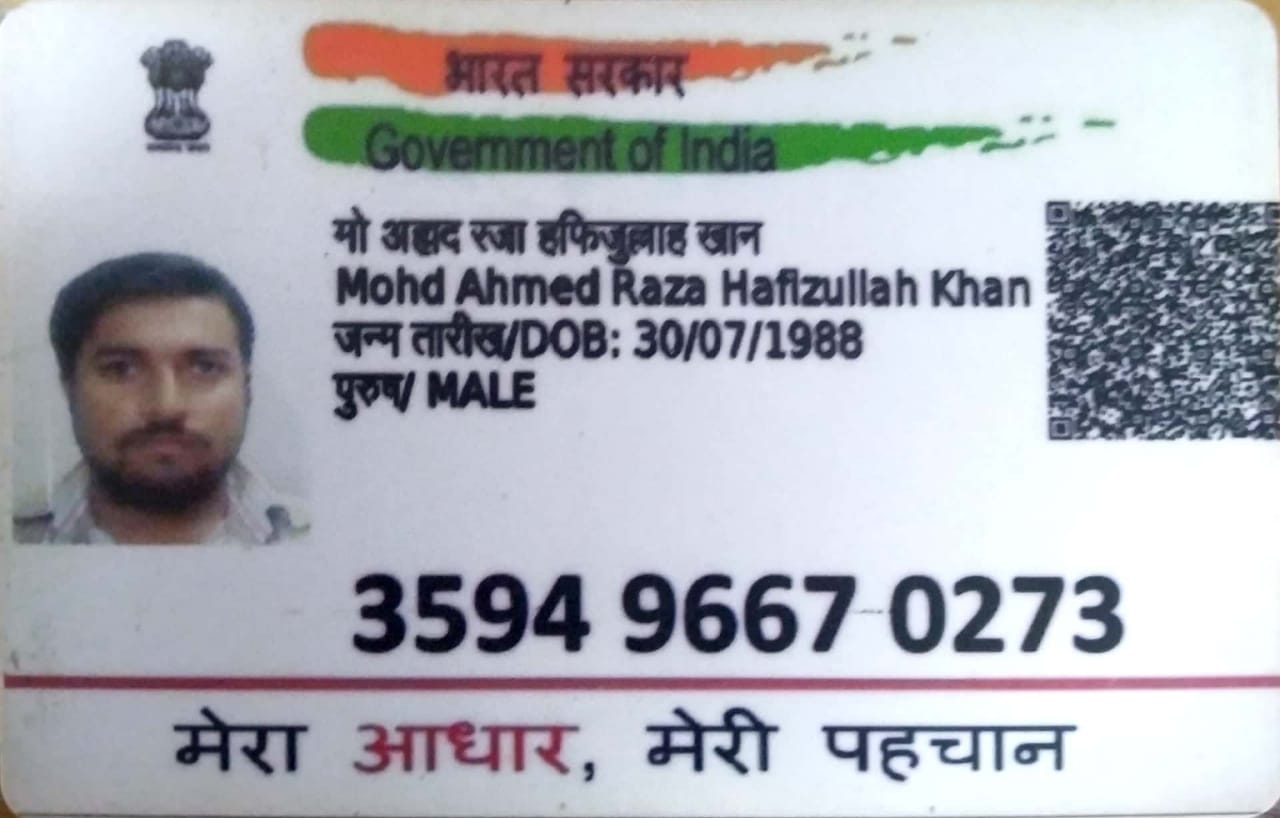 भारत सरकार
Government of India
मो अहमद रजा हफिजुल्लाह खान
Mohd Ahmed Raza Hafizullah Khan
जन्म तारीख/DOB: 30/07/1988
पुरुष/ MALE
3594 9667 0273
मेरा आधार, मेरी पहचान